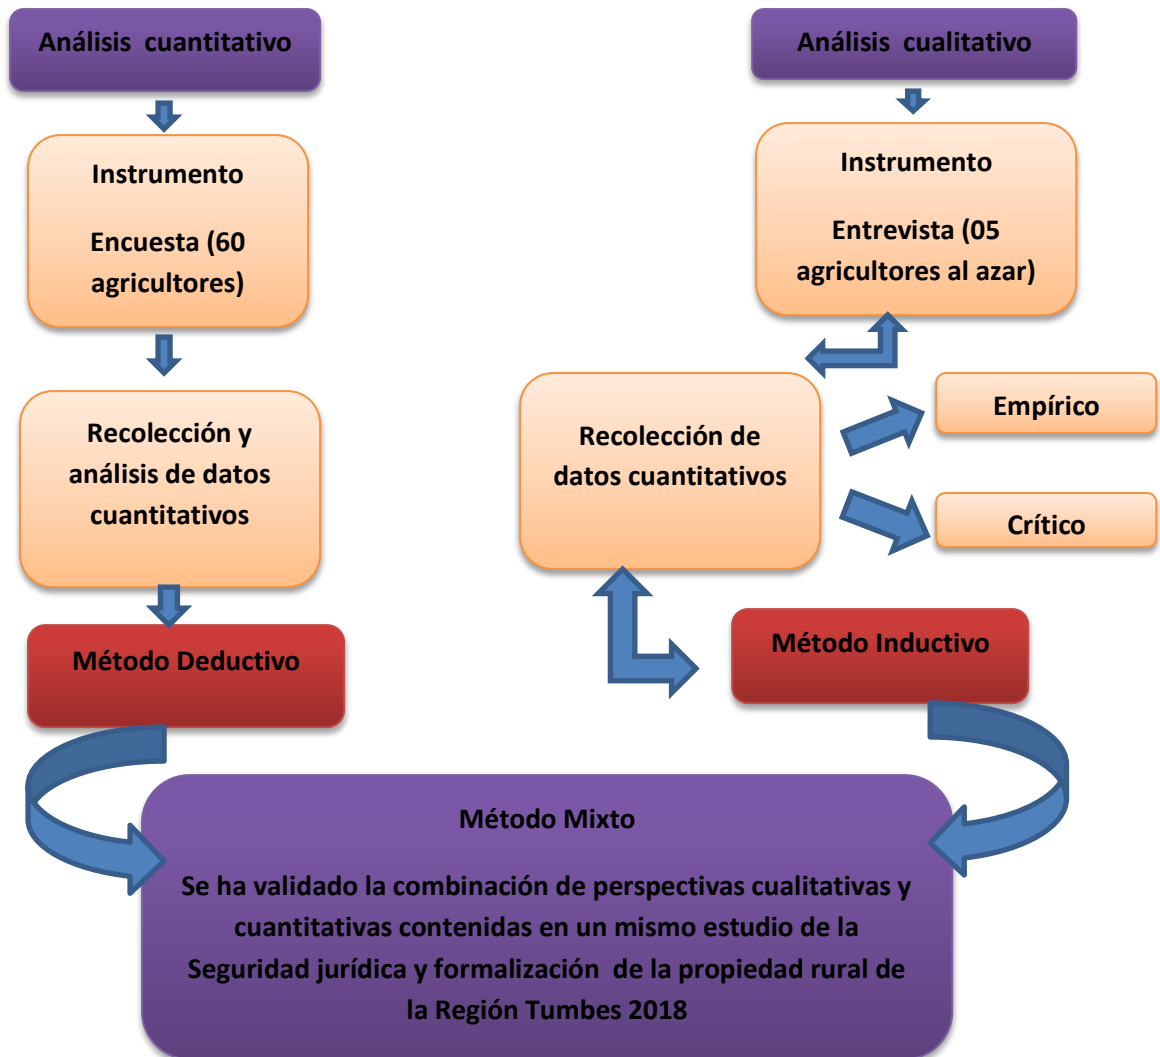 Análisis cuantitativo
Instrumento
Encuesta (60
agricultores)
Recolección y
análisis de datos
cuantitativos
Método Deductivo
Análisis cualitativo
Instrumento
Entrevista (05
agricultores al azar)
Recolección de
datos cuantitativos
Empírico
Crítico
Método Inductivo
Método Mixto
Se ha validado la combinación de perspectivas cualitativas y
cuantitativas contenidas en un mismo estudio de la
Seguridad jurídica y formalización de la propiedad rural de
la Región Tumbes 2018